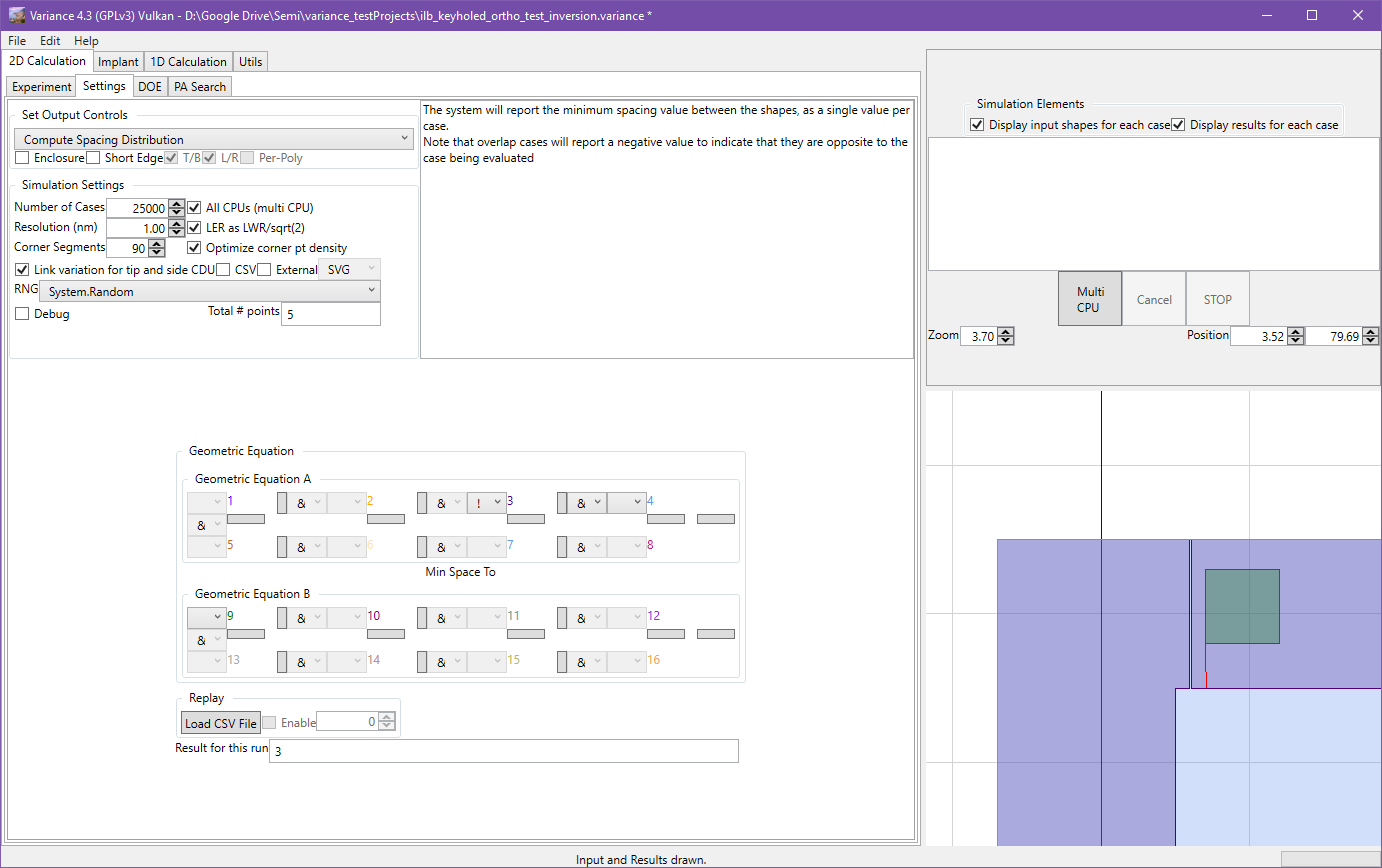 Variance 4.3 (GPLv3) Vulkan - D:\Google Drive\Semi\variance_testProjects\ilb_keyholed_ortho_test_inversion.variance *
File Edit Help
2D Calculation Implant 1D Calculation Utils
Experiment Settings DOE PA Search
Set Output Controls
Compute Spacing Distribution
Enclosure Short Edge T/B L/R Per-Poly
Simulation Settings
Number of Cases 25000 All CPUs (multi CPU)
Resolution (nm) 1.00 LER as LWR/sqrt(2)
Corner Segments 90 Optimize corner pt density
Link variation for tip and side CDU CSV External SVG
RNG System.Random
Debug Total # points 5
The system will report the minimum spacing value between the shapes, as a single value per
case.
Note that overlap cases will report a negative value to indicate that they are opposite to the
case being evaluated
Simulation Elements
Display input shapes for each case Display results for each case
Multi
CPU
Cancel STOP
Zoom 3.70 Position 3.52 79.69
Geometric Equation
Geometric Equation A
1 & 2 & ! 3 & 4
&
5 & 6 & 7 & 8
Min Space To
Geometric Equation B
9 & 10 & 11 & 12
&
13 & 14 & 15 & 16
Replay
Load CSV File Enable 0
Result for this run 3
Input and Results drawn.